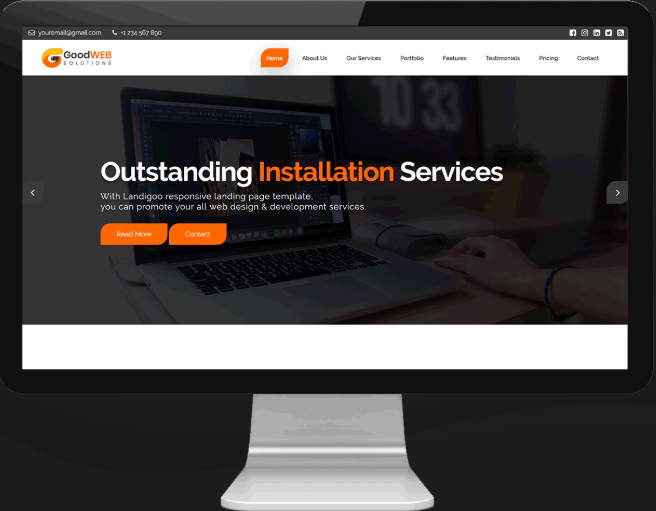 youremail@gmail.com +1 234 567 890
GoodWEB
SOLUTIONS
Home About Us Our Services Portfolio Features Testimonials Pricing Contact
10 33
Outstanding Installation Services
With Landigoo responsive landing page template,
you can promote your all web design & development services.
Read More Contact